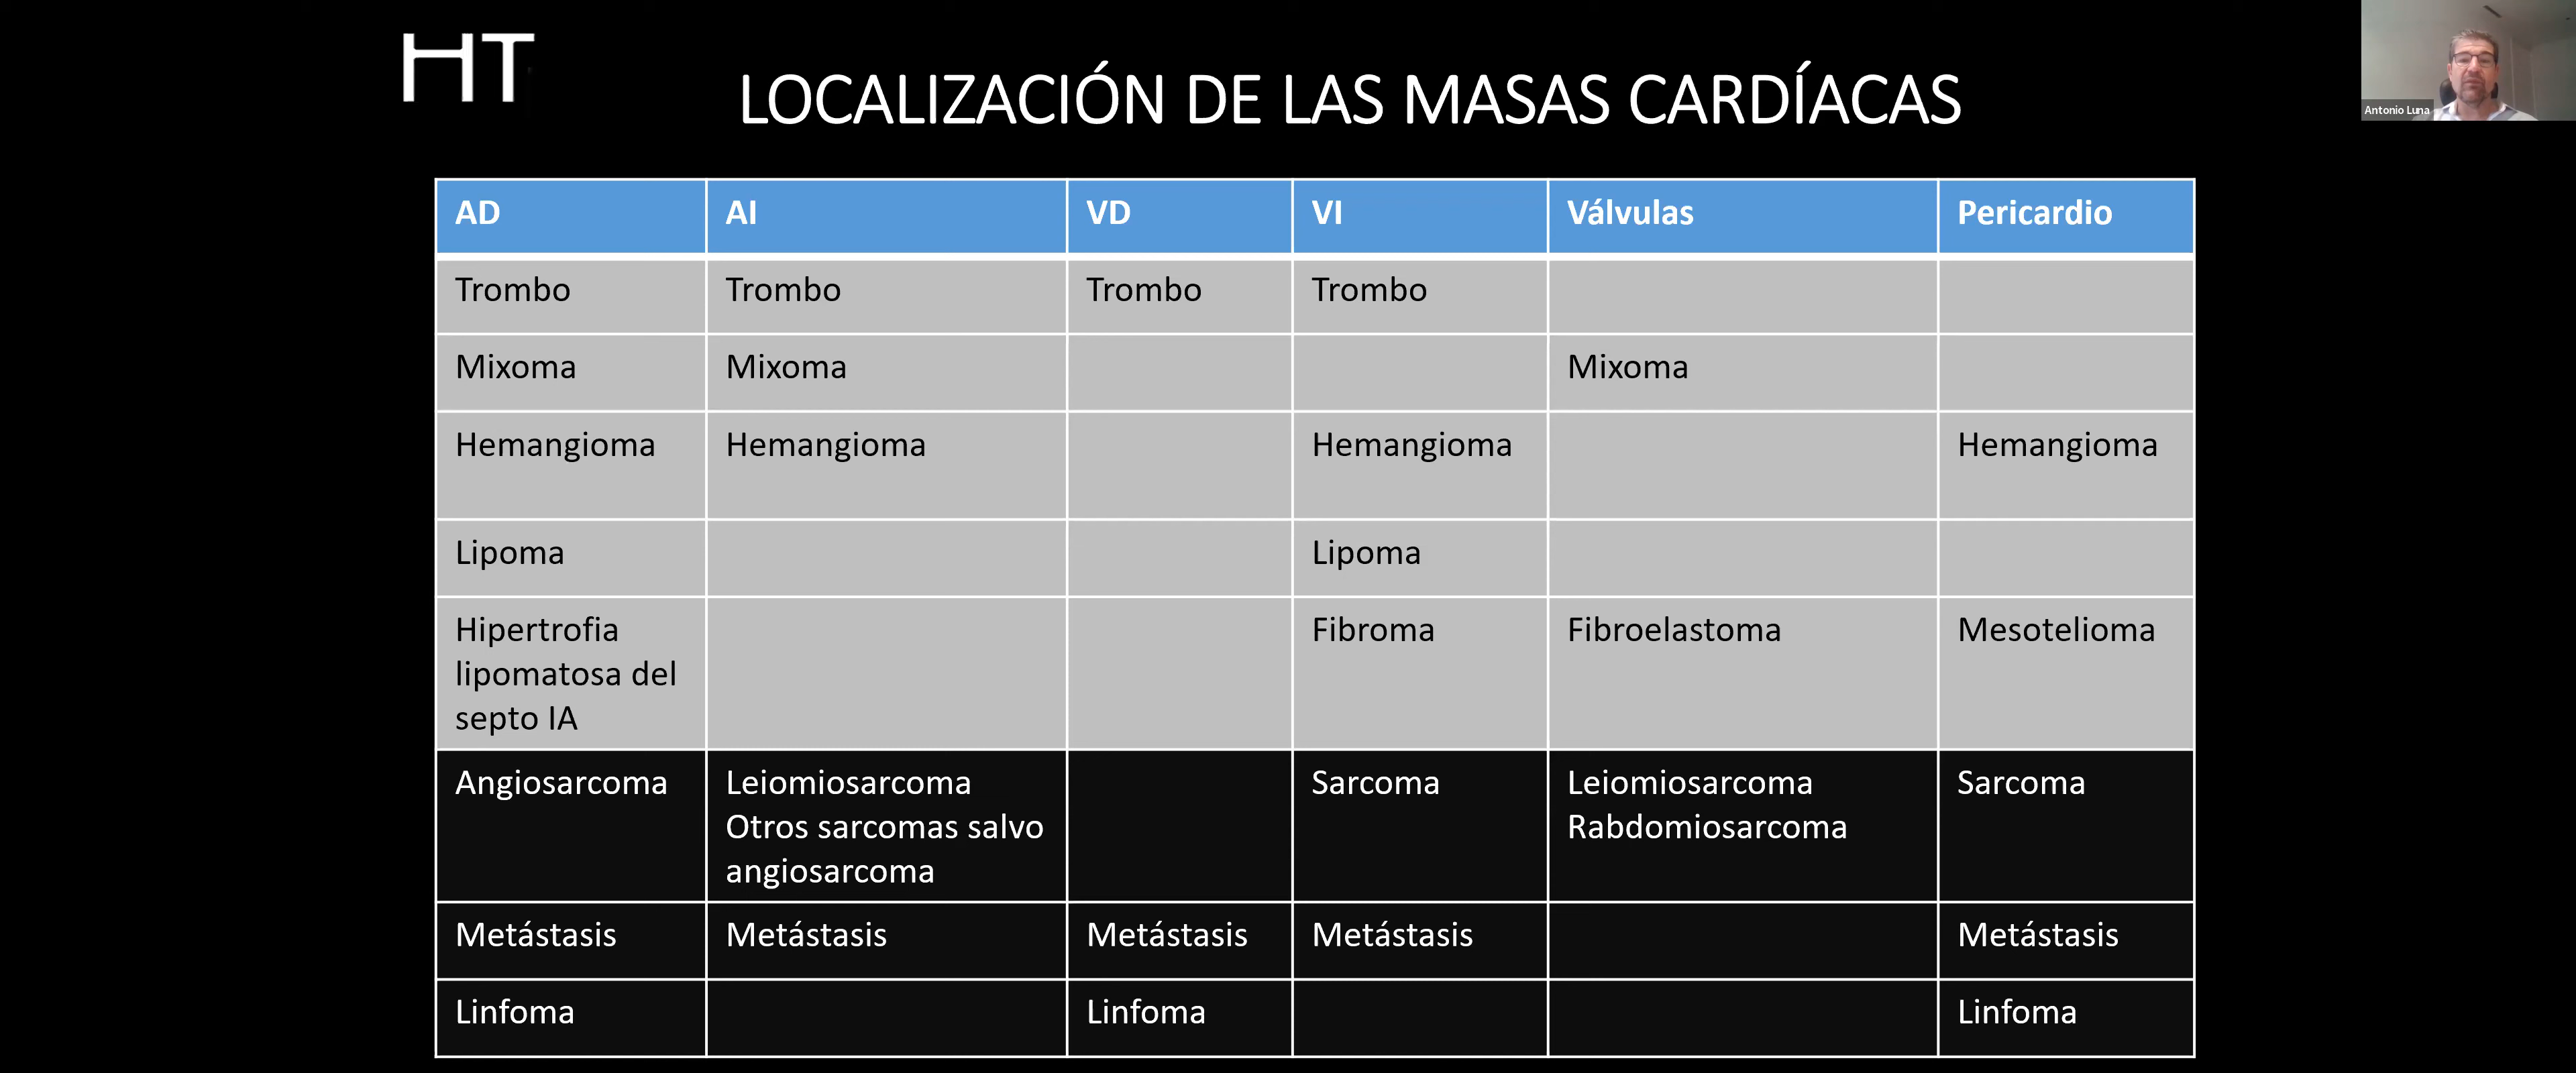 HT
LOCALIZACIÓN DE LAS MASAS CARDÍACAS
Antonio Luna
AD AI VD VI Válvulas Pericardio
Trombo Trombo Trombo Trombo
Mixoma Mixoma Mixoma
Hemangioma Hemangioma Hemangioma Hemangioma
Lipoma Lipoma
Hipertrofia Fibroma Fibroelastoma Mesotelioma
lipomatosa del
septo IA
Angiosarcoma Leiomiosarcoma Sarcoma Leiomiosarcoma Sarcoma
Otros sarcomas salvo Rabdomiosarcoma
angiosarcoma
Metástasis Metástasis Metástasis Metástasis Metástasis
Linfoma Linfoma Linfoma